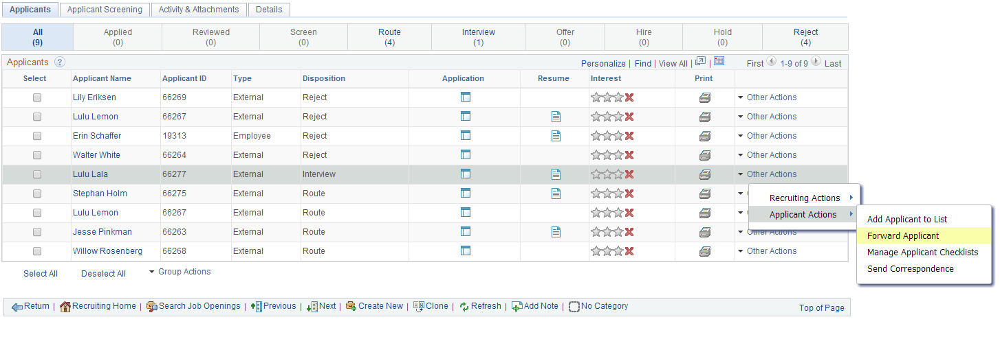 Applicants Applicant Screening Activity & Attachments Details
All Applied Reviewed Screen Route Interview Offer Hire Hold Reject
(9) (0) (0) (0) (4) (1) (0) (0) (0) (4)
Applicants ? Personalize | Find | View All | | First 1-9 of 9 Last
Select Applicant Name Applicant ID Type Disposition Application Resume Interest Print
Lily Eriksen 66269 External Reject Other Actions
Lulu Lemon 66267 External Reject Other Actions
Erin Schaffer 19313 Employee Reject Other Actions
Walter White 66264 External Reject Other Actions
Lulu Lala 66277 External Interview Other Actions
Stephan Holm 66275 External Route
Recruiting Actions
Lulu Lemon 66267 External Route
Applicant Actions
Add Applicant to List
Jesse Pinkman 66263 External Route Other Actions
Forward Applicant
Willow Rosenberg 66268 External Route Other Actions
Manage Applicant Checklists
Send Correspondence
Select All Deselect All Group Actions
Return | Recruiting Home | Search Job Openings | Previous | Next | Create New | Clone | Refresh | Add Note | No Category Top of Page